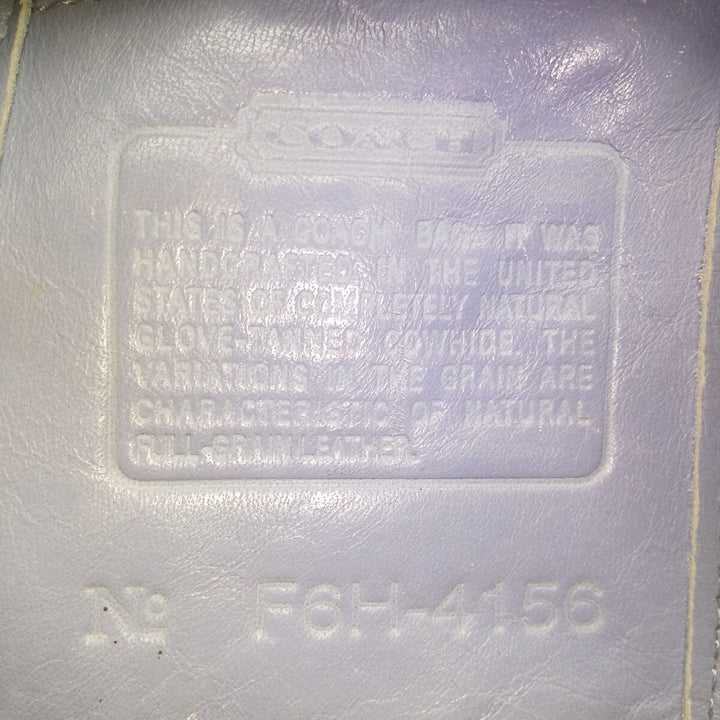 COACH
THIS IS A COACH BAG. IT WAS
HANDCRAFTED IN THE UNITED
STATES OF COMPLETELY NATURAL
GLOVE-TANNED COWHIDE. THE
VARIATIONS IN THE GRAIN ARE
CHARACTERISTIC OF NATURAL
FULL-GRAIN LEATHER.
No F6H-4156